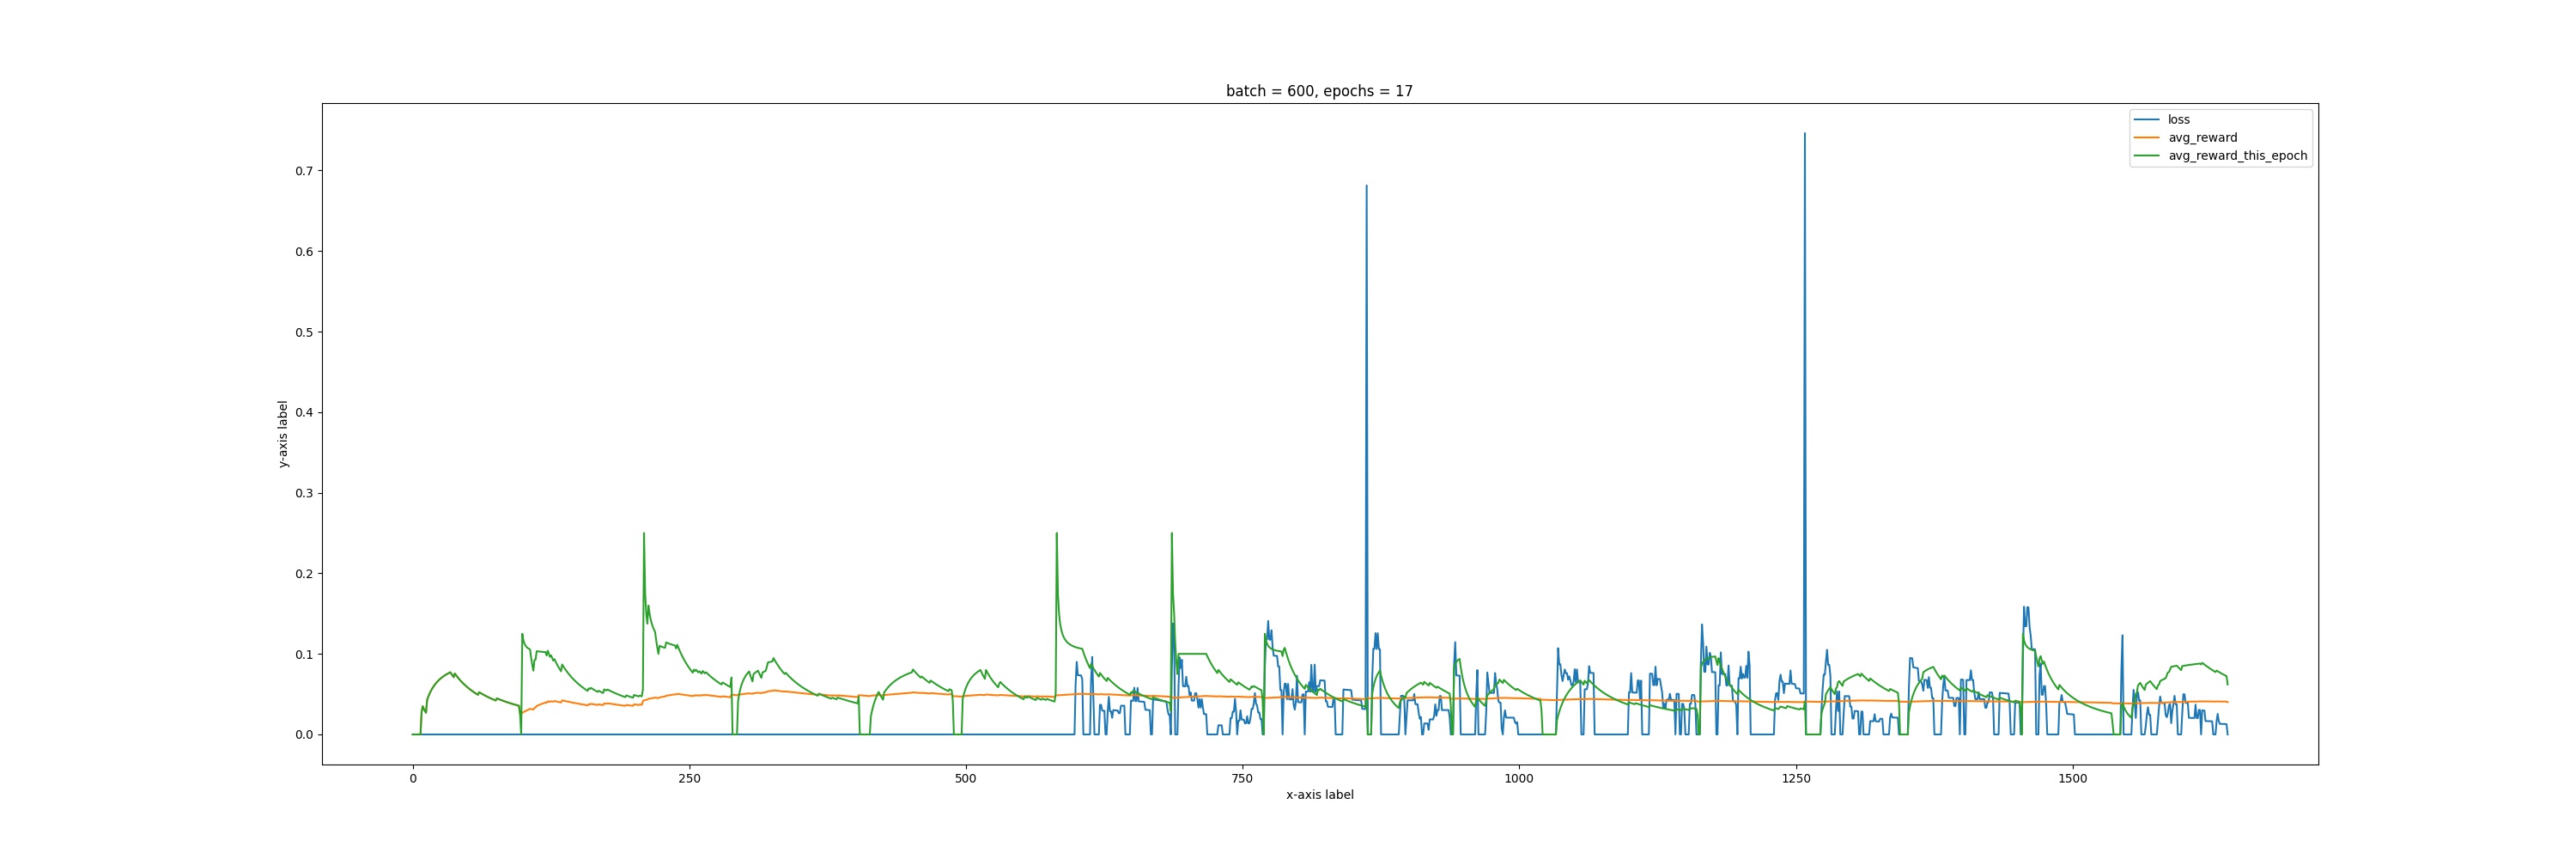 batch = 600, epochs = 17
loss
avg_reward
avg_reward_this_epoch
y-axis label
0.7
0.6
0.5
0.4
0.3
0.2
0.1
0.0
0 250 500 750 1000 1250 1500
x-axis label